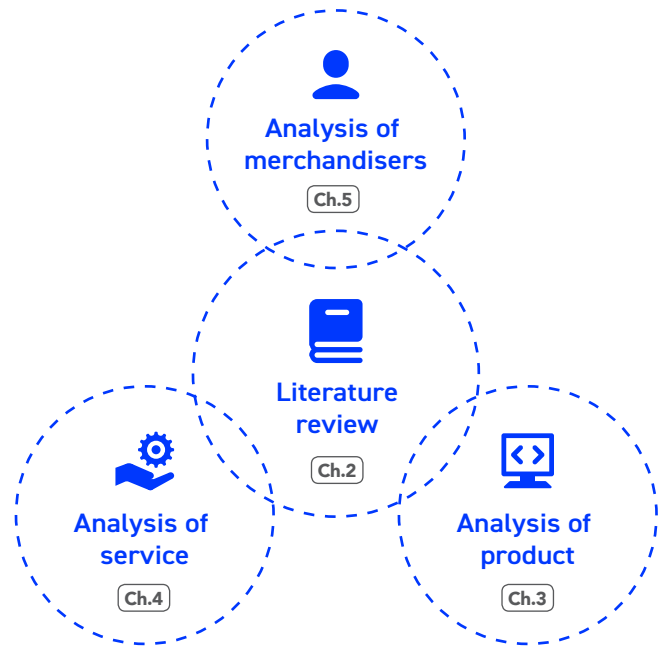 Analysis of
merchandisers
Ch.5
Literature
review
Ch.2
Analysis of
service
Ch.4
Analysis of
product
Ch.3